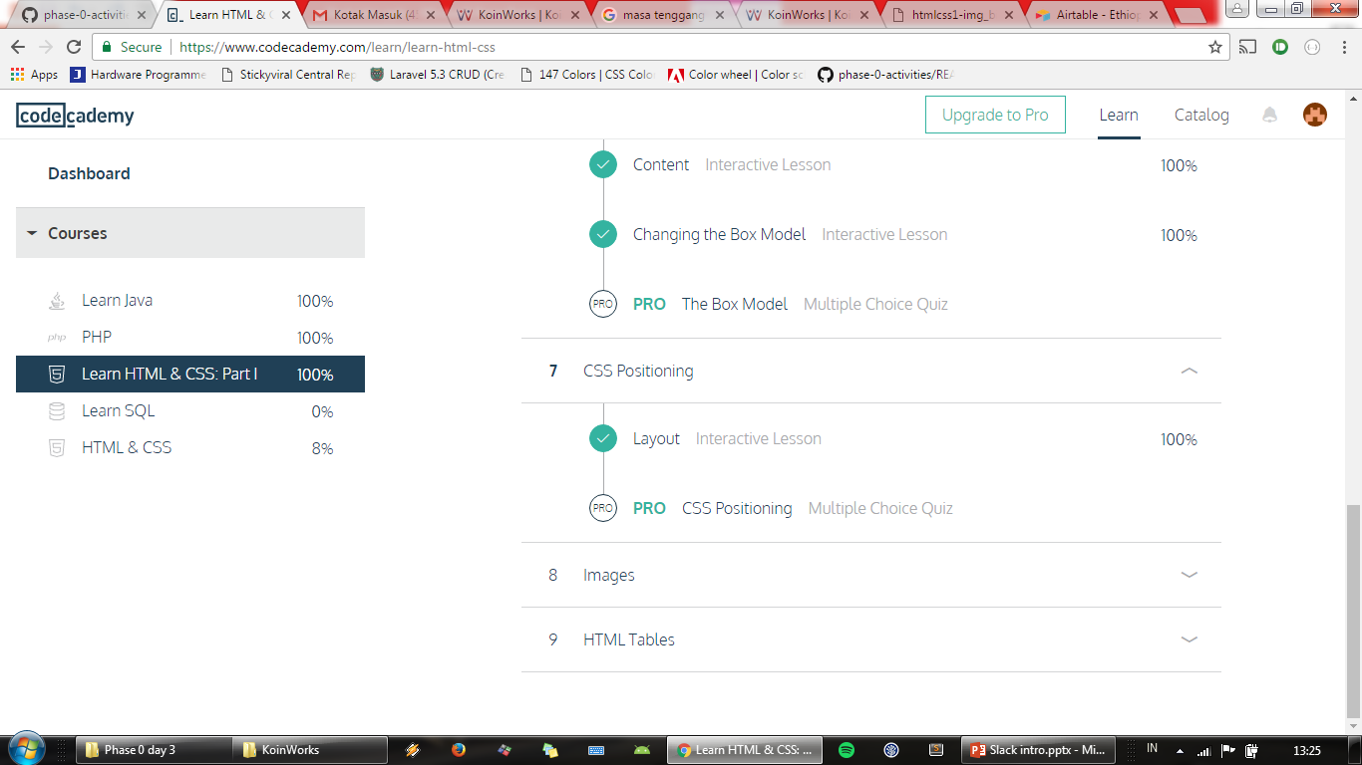 phase-0-activiti
Learn HTML & C
Kotak Masuk (4
KoinWorks | Ko
masa tenggang
KoinWorks | Ko
htmlcss1-img_b
Airtable - Ethiop
Secure | https://www.codecademy.com/learn/learn-html-css
Apps
Hardware Programme
Stickyviral Central Rep
Laravel 5.3 CRUD (Cre
147 Colors | CSS Colo
Color wheel | Color sc
phase-0-activities/REA
codecademy
Upgrade to Pro
Learn
Catalog
Dashboard
Courses
Learn Java 100%
php PHP 100%
Learn HTML & CSS: Part I 100%
Learn SQL 0%
HTML & CSS 8%
Content Interactive Lesson 100%
Changing the Box Model Interactive Lesson 100%
PRO PRO The Box Model Multiple Choice Quiz
7 CSS Positioning
Layout Interactive Lesson 100%
PRO PRO CSS Positioning Multiple Choice Quiz
8 Images
9 HTML Tables
Phase 0 day 3
KoinWorks
Learn HTML & CSS: ...
Slack intro.pptx - Mi...
IN
13:25